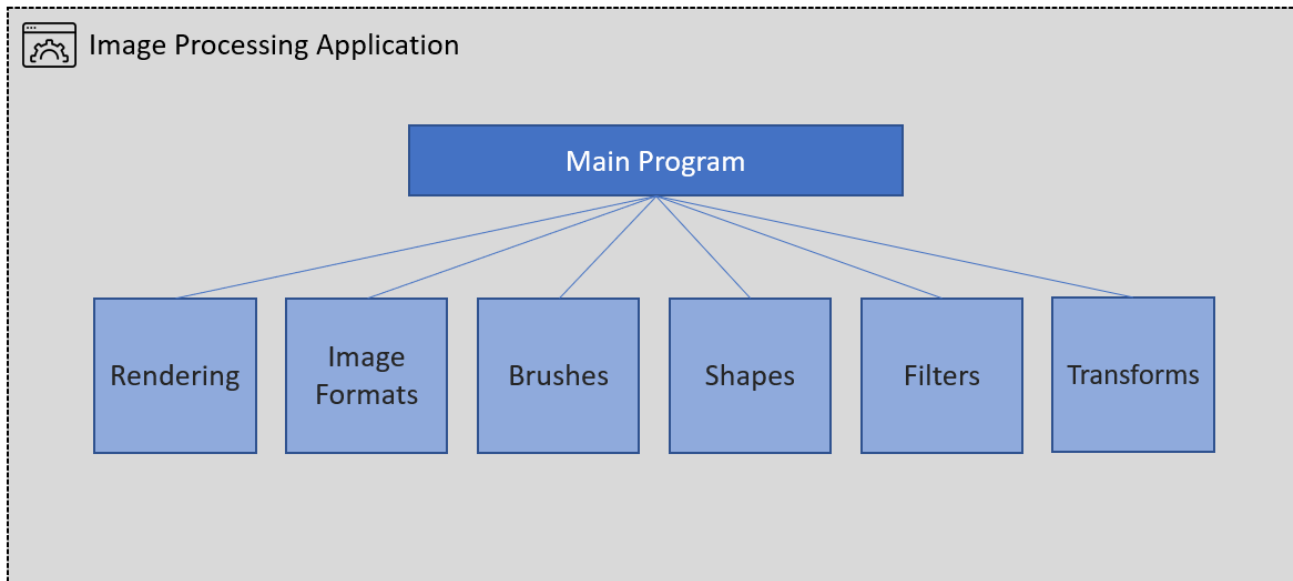 Image Processing Application
Main Program
Rendering
Image
Formats
Brushes
Shapes
Filters
Transforms